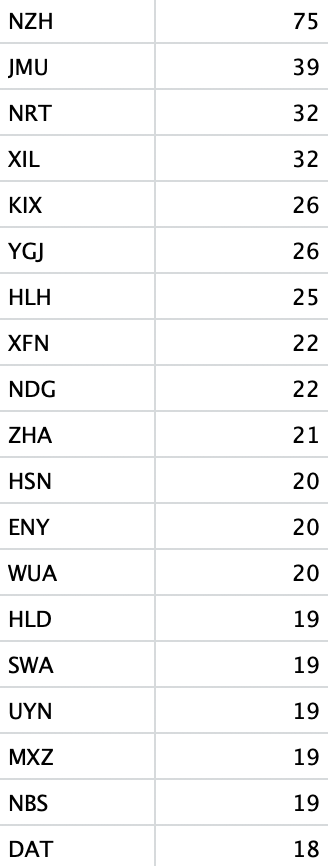 NZH 75
JMU 39
NRT 32
XIL 32
KIX 26
YGJ 26
HLH 25
XFN 22
NDG 22
ZHA 21
HSN 20
ENY 20
WUA 20
HLD 19
SWA 19
UYN 19
MXZ 19
NBS 19
DAT 18